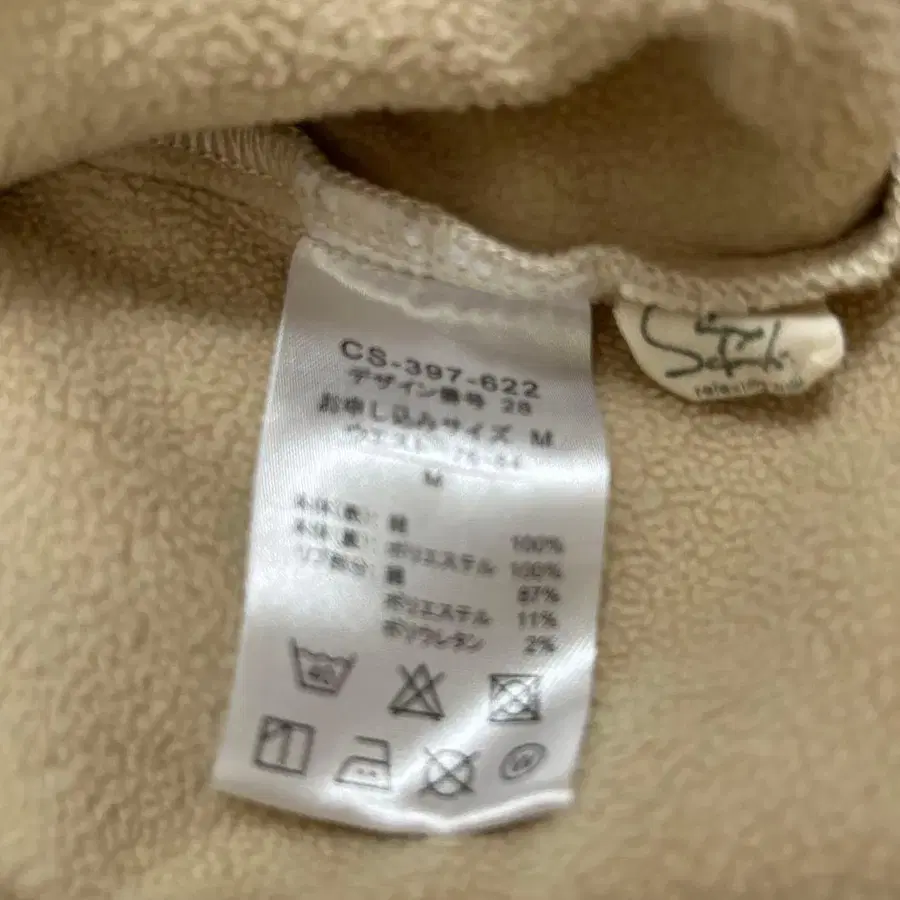 CS-397-622
デザイン番号 28
お申し込みサイズ M
ウエスト 76-84
M
本体(表): 綿 100%
本体(裏): ポリエステル 100%
リブ部分: 綿 87%
ポリエステル 11%
ポリウレタン 2%
40
W
relaxing